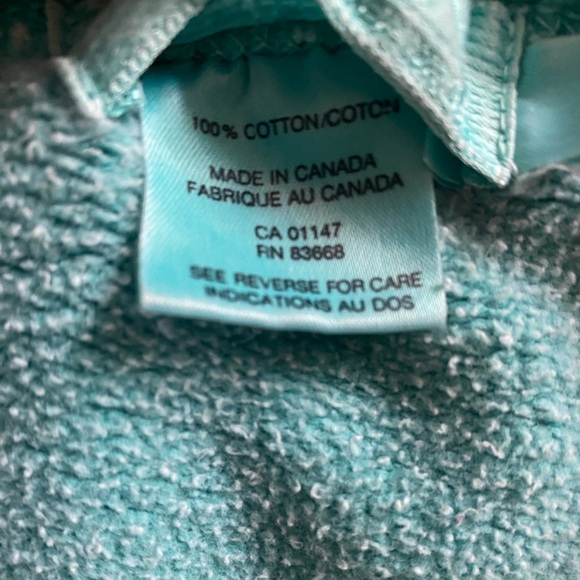 100% COTTON/COTON
MADE IN CANADA
FABRIQUE AU CANADA
CA 01147
RN 83668
SEE REVERSE FOR CARE
INDICATIONS AU DOS